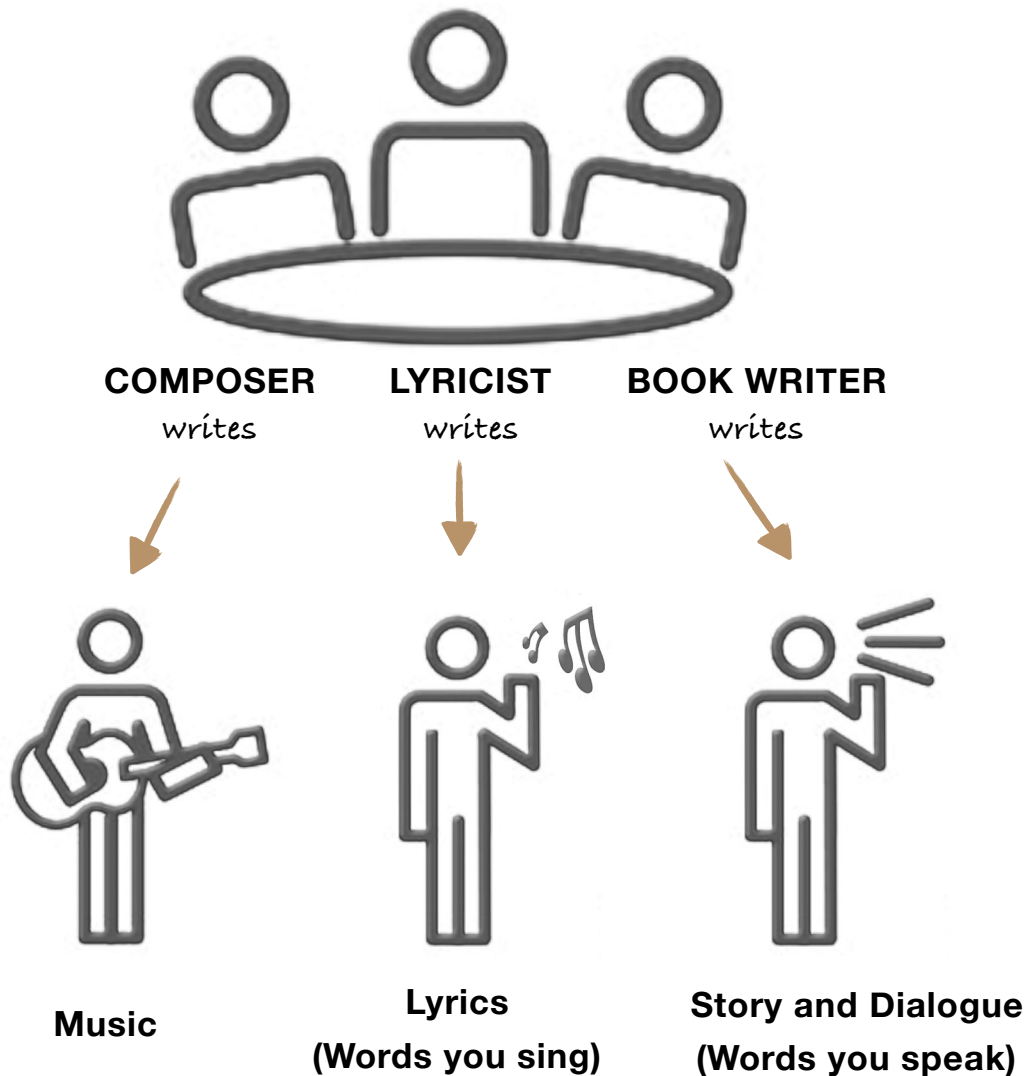 COMPOSER LYRICIST BOOK WRITER
writes writes writes
Music
Lyrics
(Words you sing)
Story and Dialogue
(Words you speak)